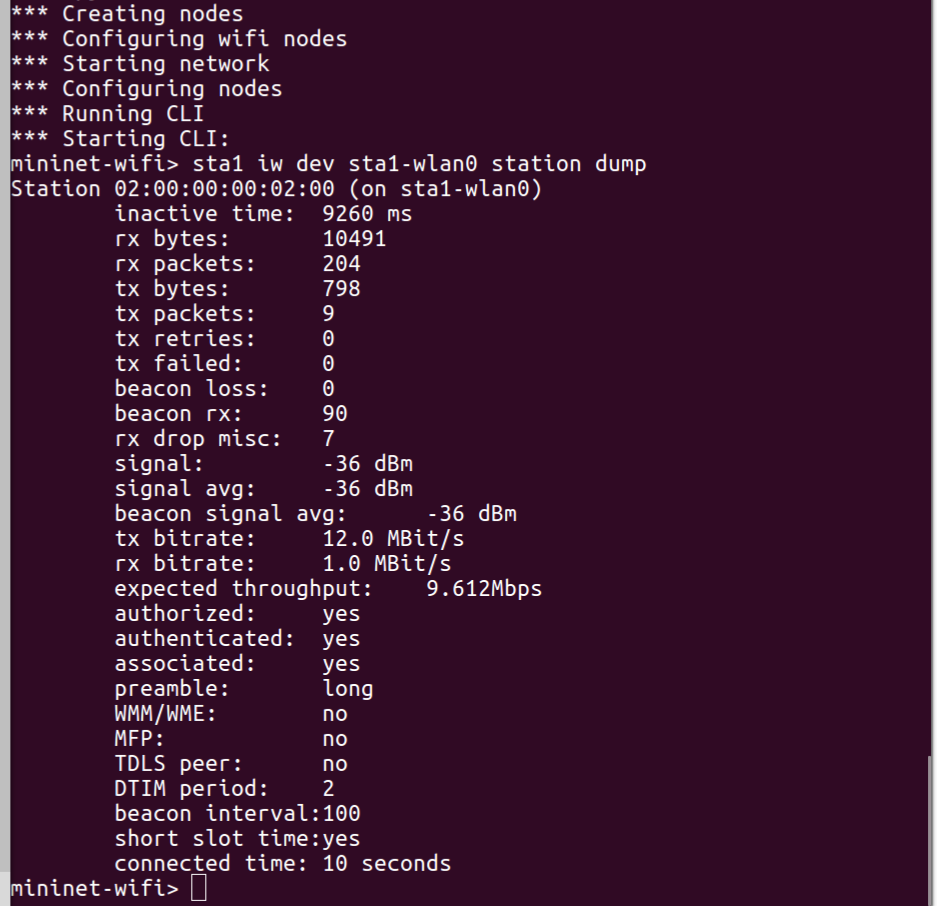 *** Creating nodes
*** Configuring wifi nodes
*** Starting network
*** Configuring nodes
*** Running CLI
*** Starting CLI:
mininet-wifi> sta1 iw dev sta1-wlan0 station dump
Station 02:00:00:00:02:00 (on sta1-wlan0)
inactive time: 9260 ms
rx bytes: 10491
rx packets: 204
tx bytes: 798
tx packets: 9
tx retries: 0
tx failed: 0
beacon loss: 0
beacon rx: 90
rx drop misc: 7
signal: -36 dBm
signal avg: -36 dBm
beacon signal avg: -36 dBm
tx bitrate: 12.0 MBit/s
rx bitrate: 1.0 MBit/s
expected throughput: 9.612Mbps
authorized: yes
authenticated: yes
associated: yes
preamble: long
WMM/WME: no
MFP: no
TDLS peer: no
DTIM period: 2
beacon interval:100
short slot time:yes
connected time: 10 seconds
mininet-wifi>